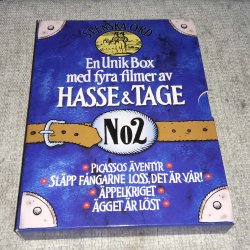 SVENSKA ORD
En Unik Box
med fyra filmer av
HASSE & TAGE
No2
• PICASSOS ÄVENTYR •
• SLÄPP FÅNGARNE LOSS, DET ÄR VÅR! •
• ÄPPELKRIGET •
• ÄGGET ÄR LÖST •